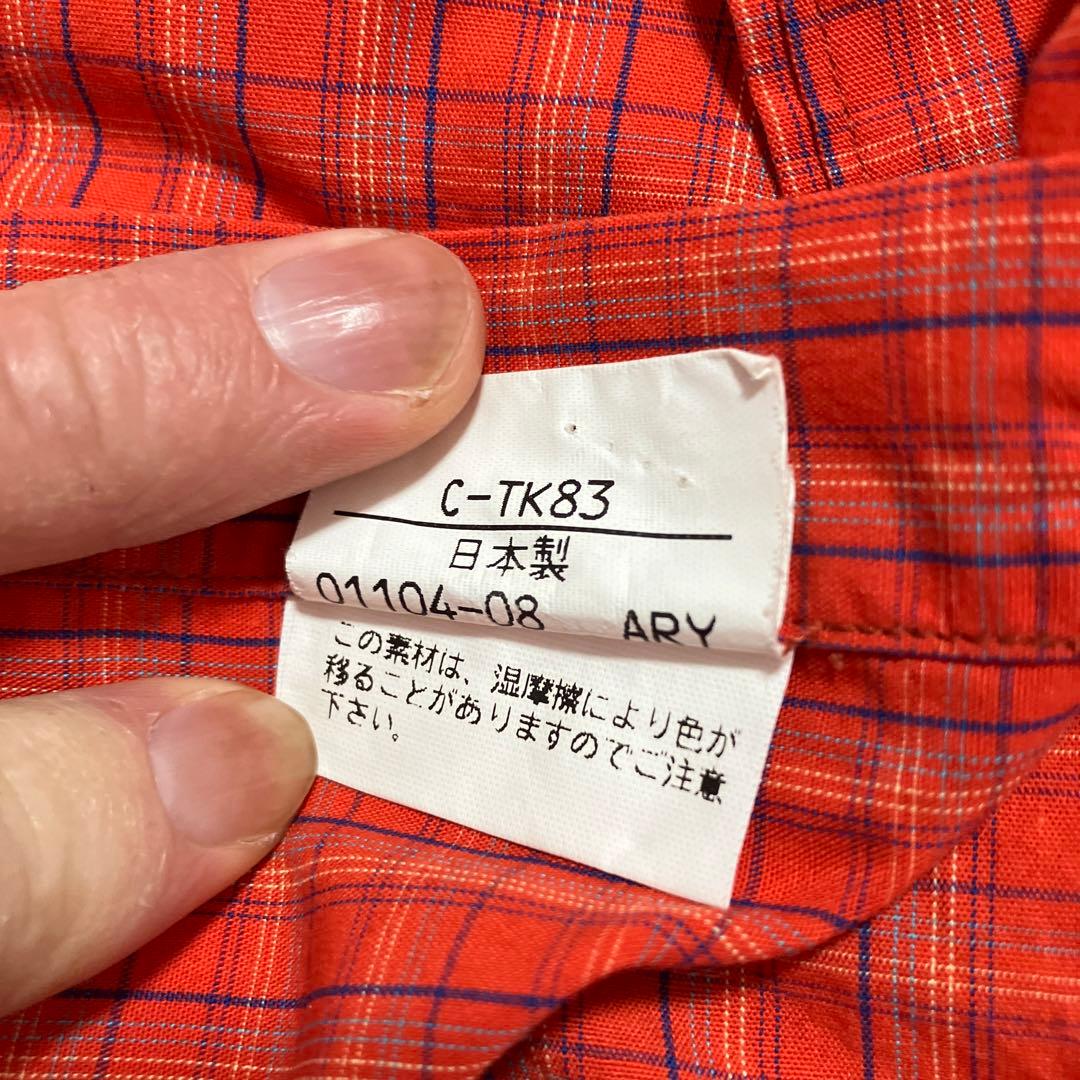 C-TK83
日本製
01104-08 ARY
この素材は、湿摩擦により色が
移ることがありますのでご注意
下さい。